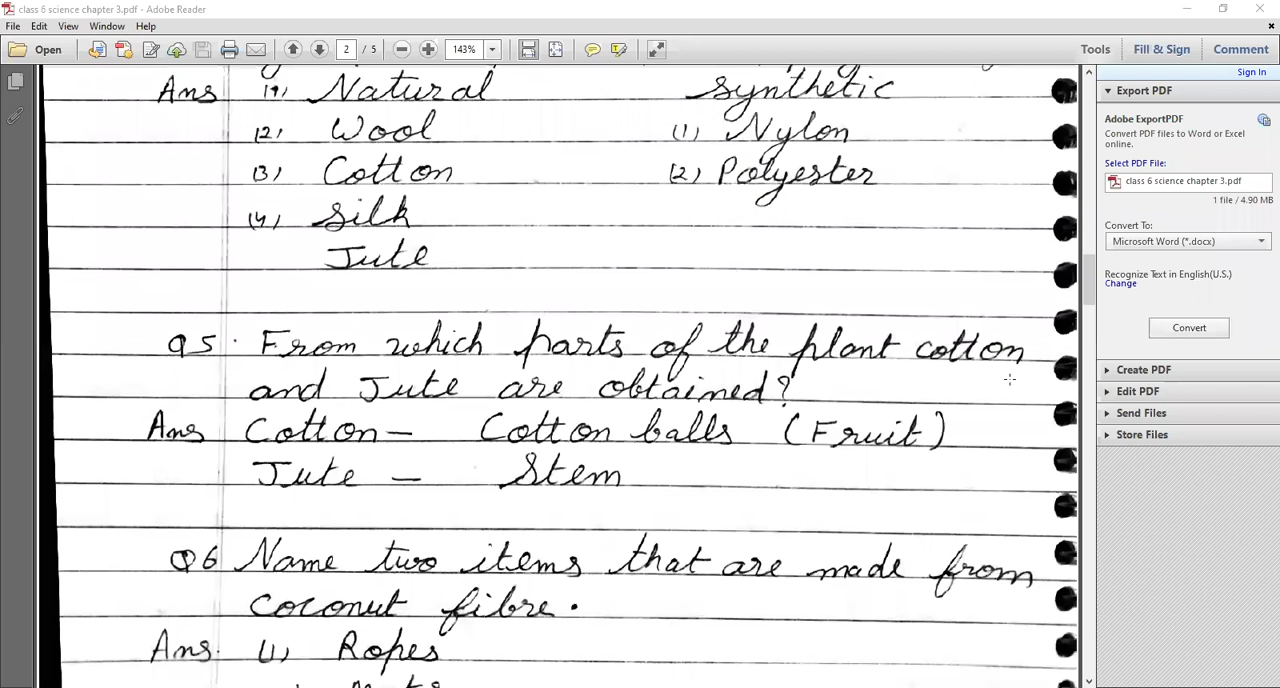 class 6 science chapter 3.pdf - Adobe Reader
File Edit View Window Help
Open 2 / 5 143% Tools Fill & Sign Comment
Sign In
Export PDF
Adobe ExportPDF
Convert PDF files to Word or Excel online.
Select PDF File:
class 6 science chapter 3.pdf
1 file / 4.90 MB
Convert To:
Microsoft Word (*.docx)
Recognize Text in English(U.S.)
Change
Convert
Create PDF
Edit PDF
Send Files
Store Files
Ans (1) Natural Synthetic
(2) Wool (1) Nylon
(3) Cotton (2) Polyester
(4) Silk
Jute
Q5. From which parts of the plant cotton
and Jute are obtained?
Ans Cotton - Cotton balls (Fruit)
Jute - Stem
Q6 Name two items that are made from
coconut fibre.
Ans. (1) Ropes